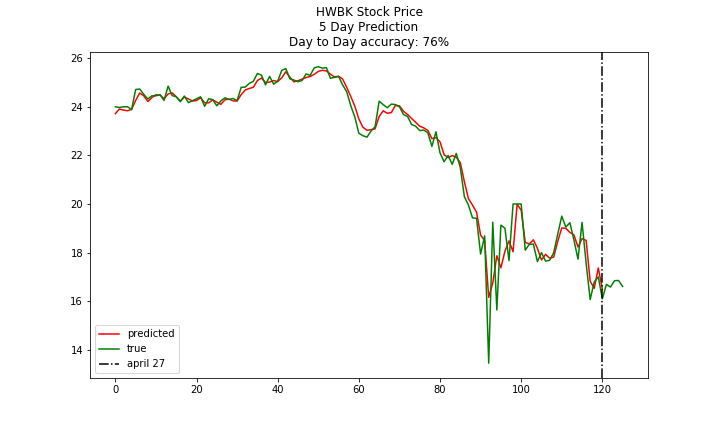 HWBK Stock Price
5 Day Prediction
Day to Day accuracy: 76%
26
24
22
20
18
16
14
predicted
true
april 27
0
20
40
60
80
100
120